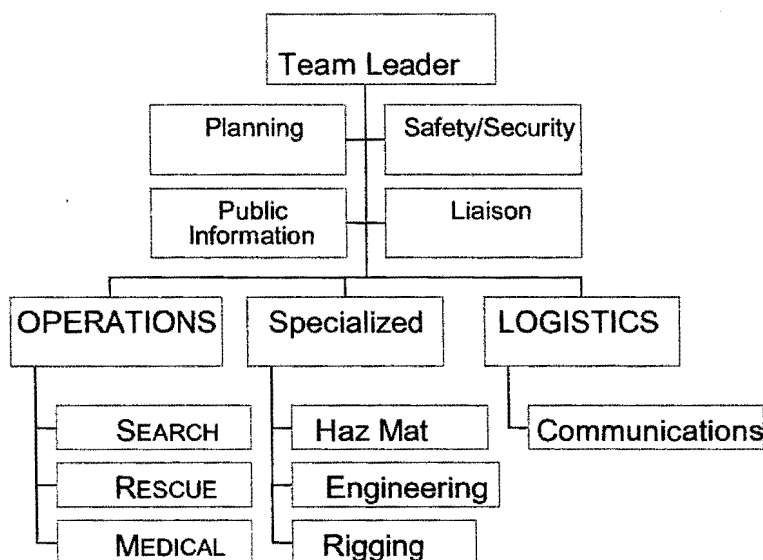 Team Leader
Planning
Safety/Security
Public
Information
Liaison
OPERATIONS
Specialized
LOGISTICS
SEARCH
Haz Mat
Communications
RESCUE
Engineering
MEDICAL
Rigging